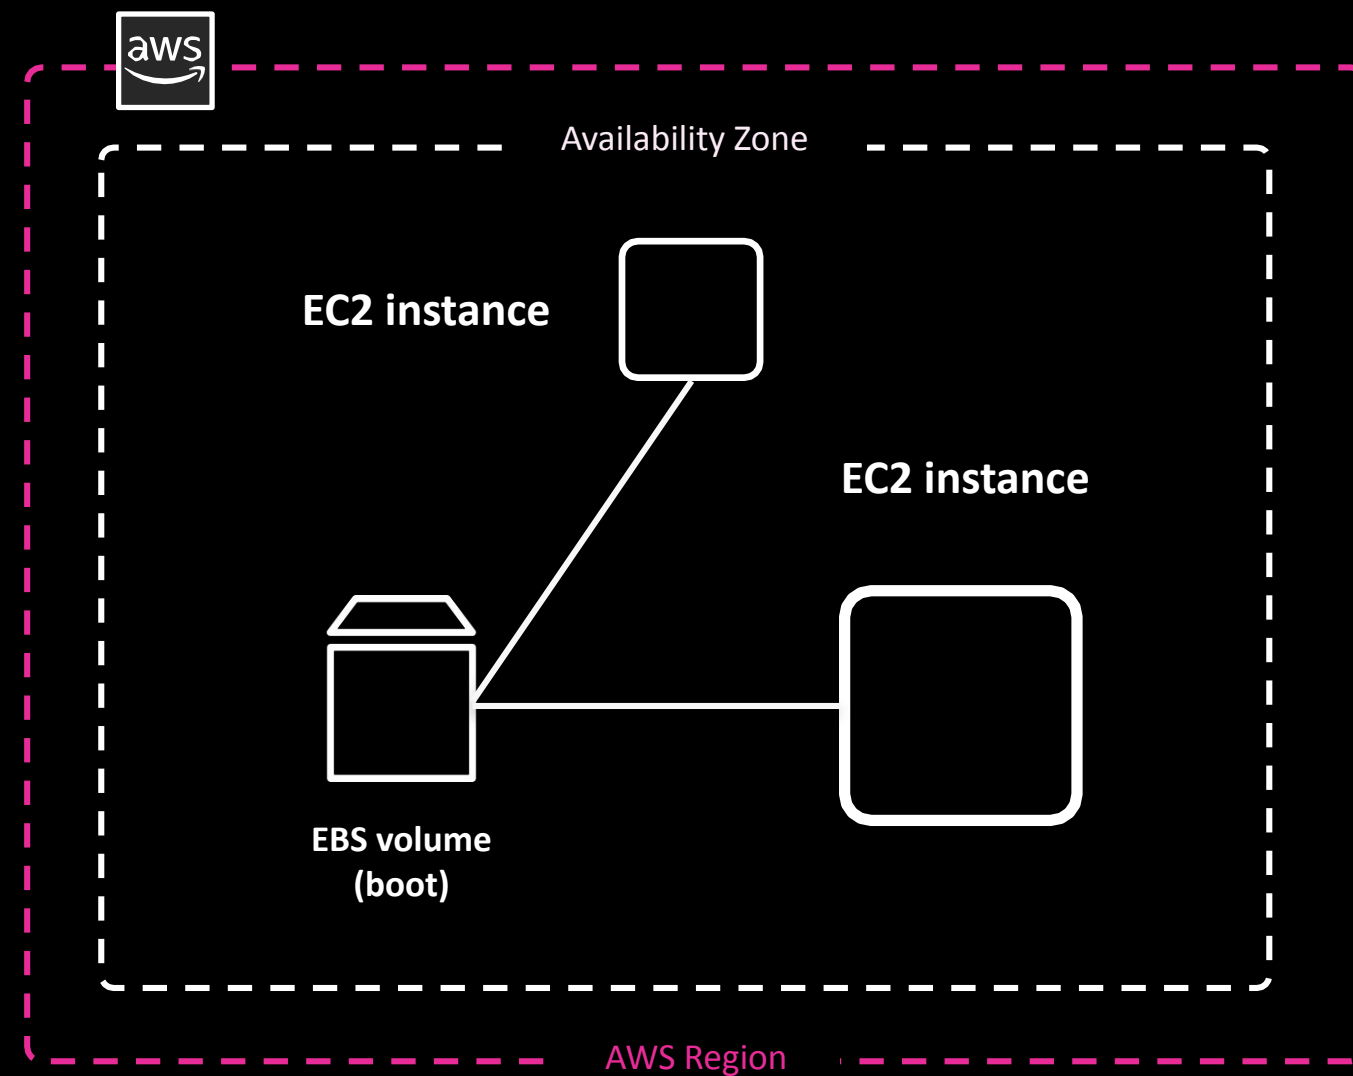 aws
Availability Zone
EC2 instance
EC2 instance
EBS volume
(boot)
AWS Region